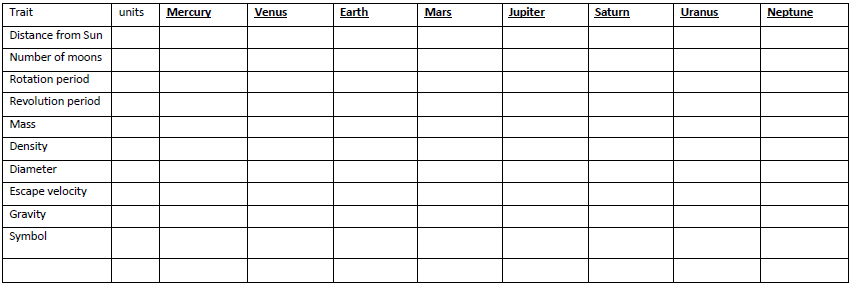 Trait units Mercury Venus Earth Mars Jupiter Saturn Uranus Neptune
Distance from Sun
Number of moons
Rotation period
Revolution period
Mass
Density
Diameter
Escape velocity
Gravity
Symbol